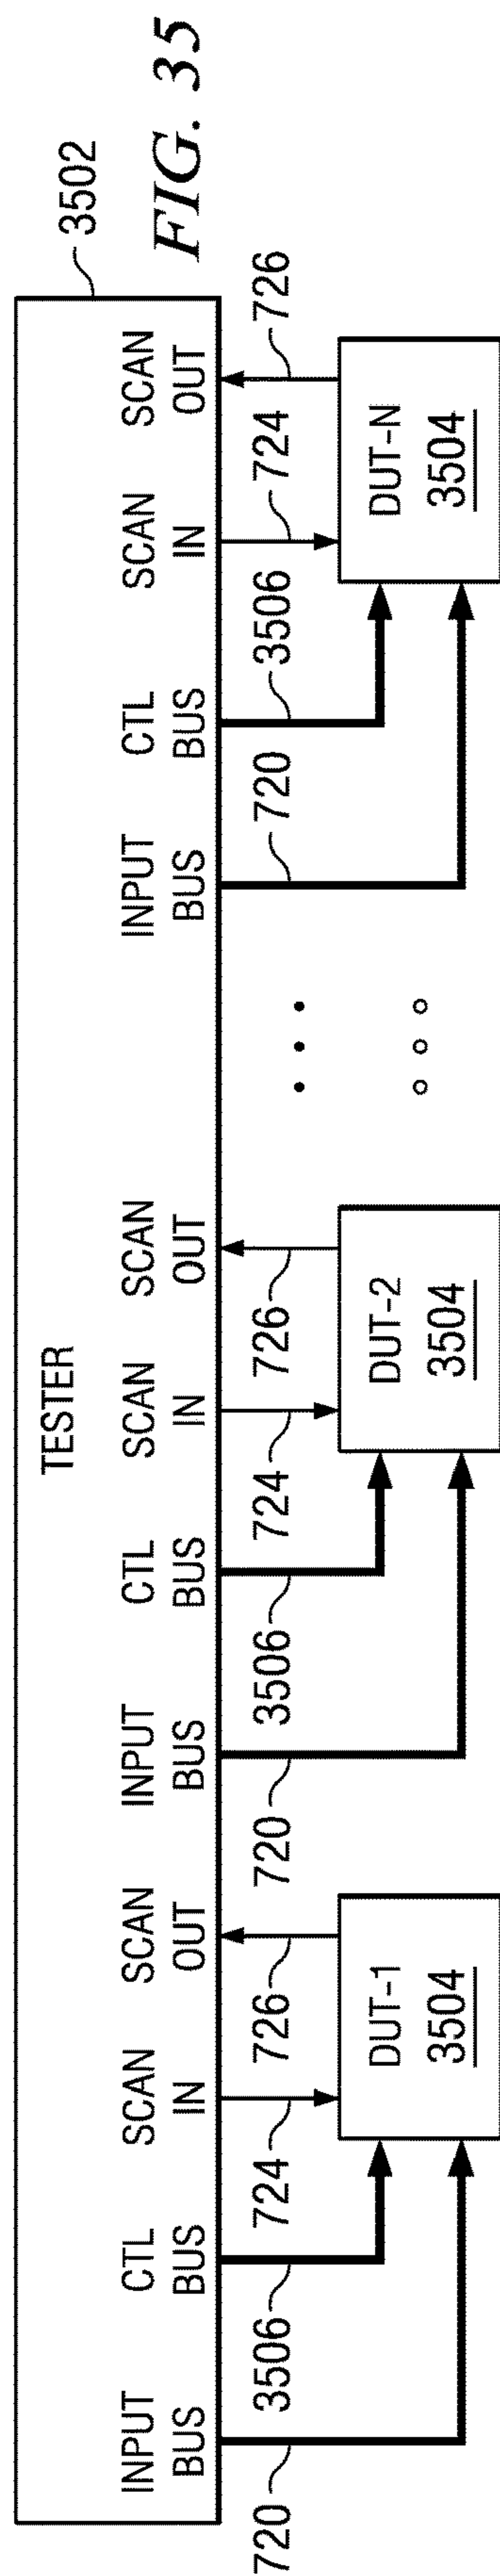 TESTER
3502
INPUT BUS
CTL BUS
SCAN IN
SCAN OUT
INPUT BUS
CTL BUS
SCAN IN
SCAN OUT
INPUT BUS
CTL BUS
SCAN IN
SCAN OUT
720
3506
724
726
720
3506
724
726
720
3506
724
726
DUT-1
3504
DUT-2
3504
DUT-N
3504
FIG. 35